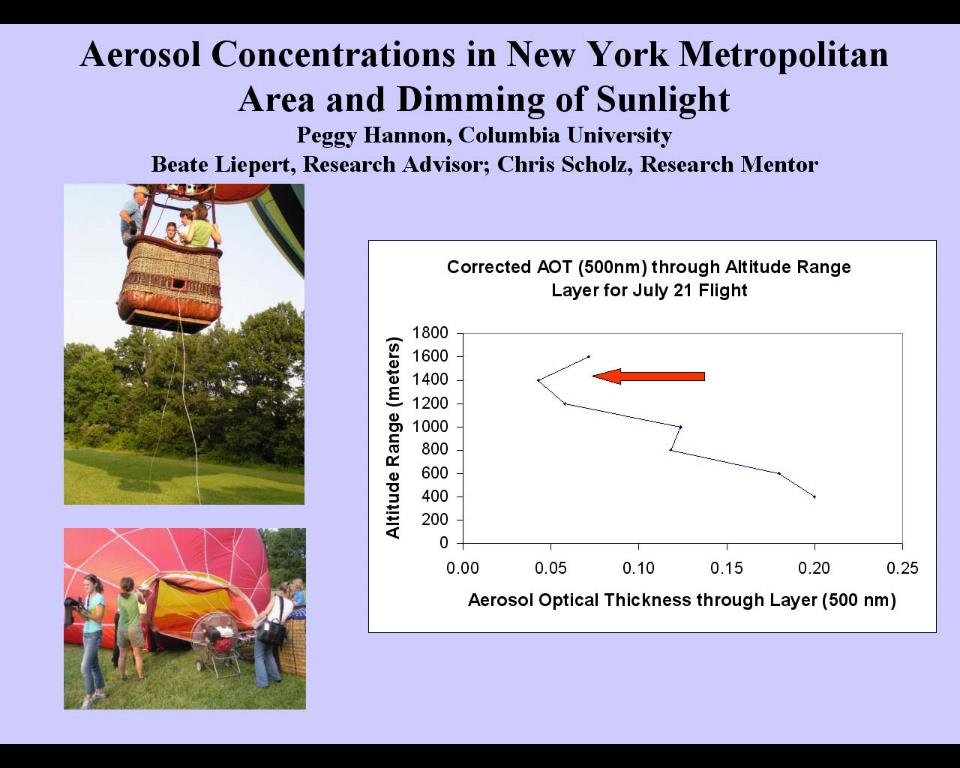 Aerosol Concentrations in New York Metropolitan
Area and Dimming of Sunlight
Peggy Hannon, Columbia University
Beate Liepert, Research Advisor; Chris Scholz, Research Mentor
Corrected AOT (500nm) through Altitude Range
Layer for July 21 Flight
Altitude Range (meters)
1800
1600
1400
1200
1000
800
600
400
200
0
0.00 0.05 0.10 0.15 0.20 0.25
Aerosol Optical Thickness through Layer (500 nm)